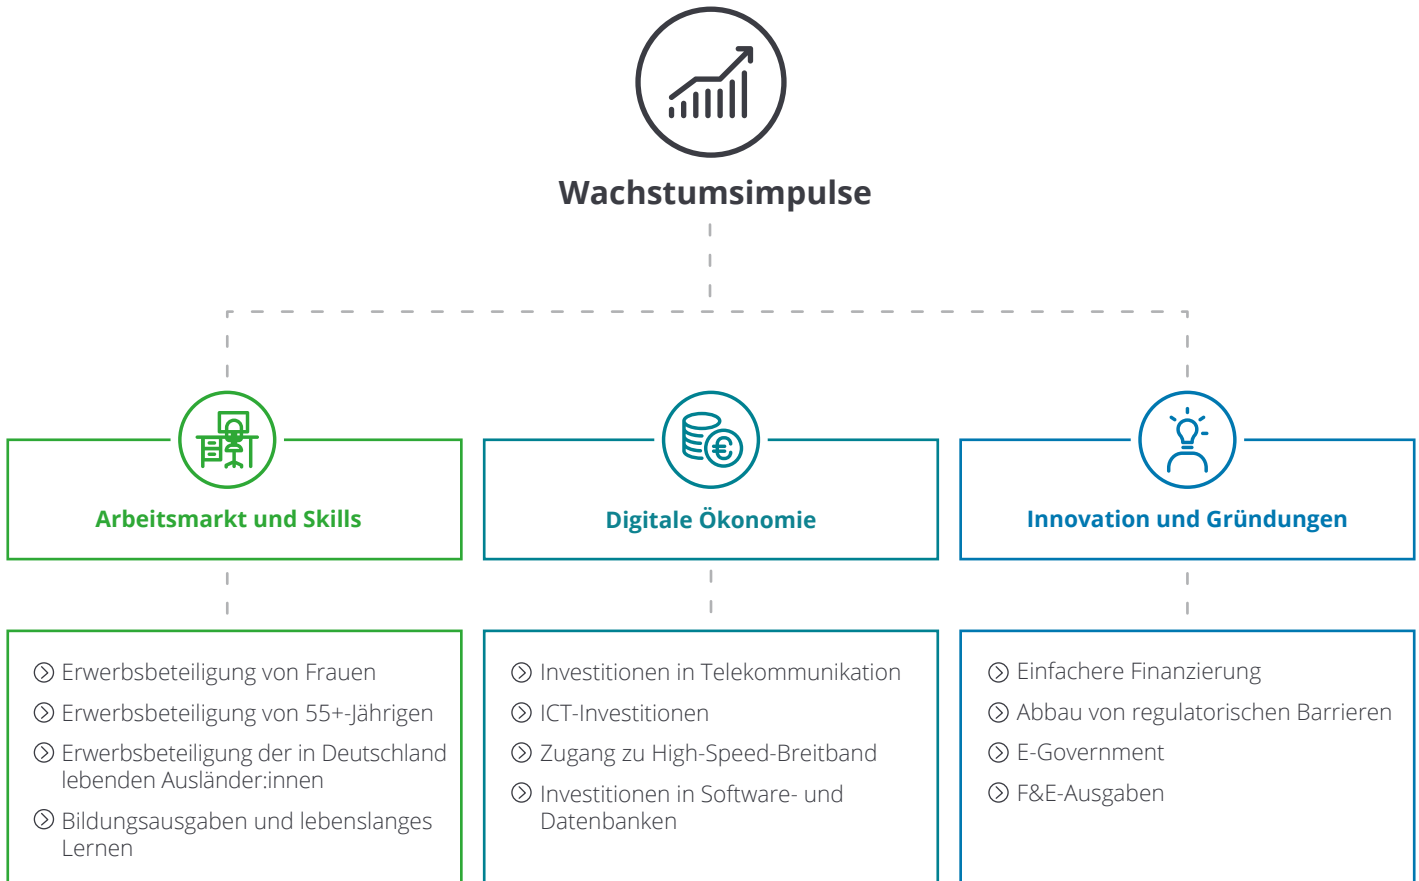 Wachstumsimpulse
Arbeitsmarkt und Skills
Erwerbsbeteiligung von Frauen
Erwerbsbeteiligung von 55+-Jährigen
Erwerbsbeteiligung der in Deutschland
lebenden Ausländer:innen
Bildungsausgaben und lebenslanges
Lernen
Digitale Ökonomie
Investitionen in Telekommunikation
ICT-Investitionen
Zugang zu High-Speed-Breitband
Investitionen in Software- und
Datenbanken
Innovation und Gründungen
Einfachere Finanzierung
Abbau von regulatorischen Barrieren
E-Government
F&E-Ausgaben